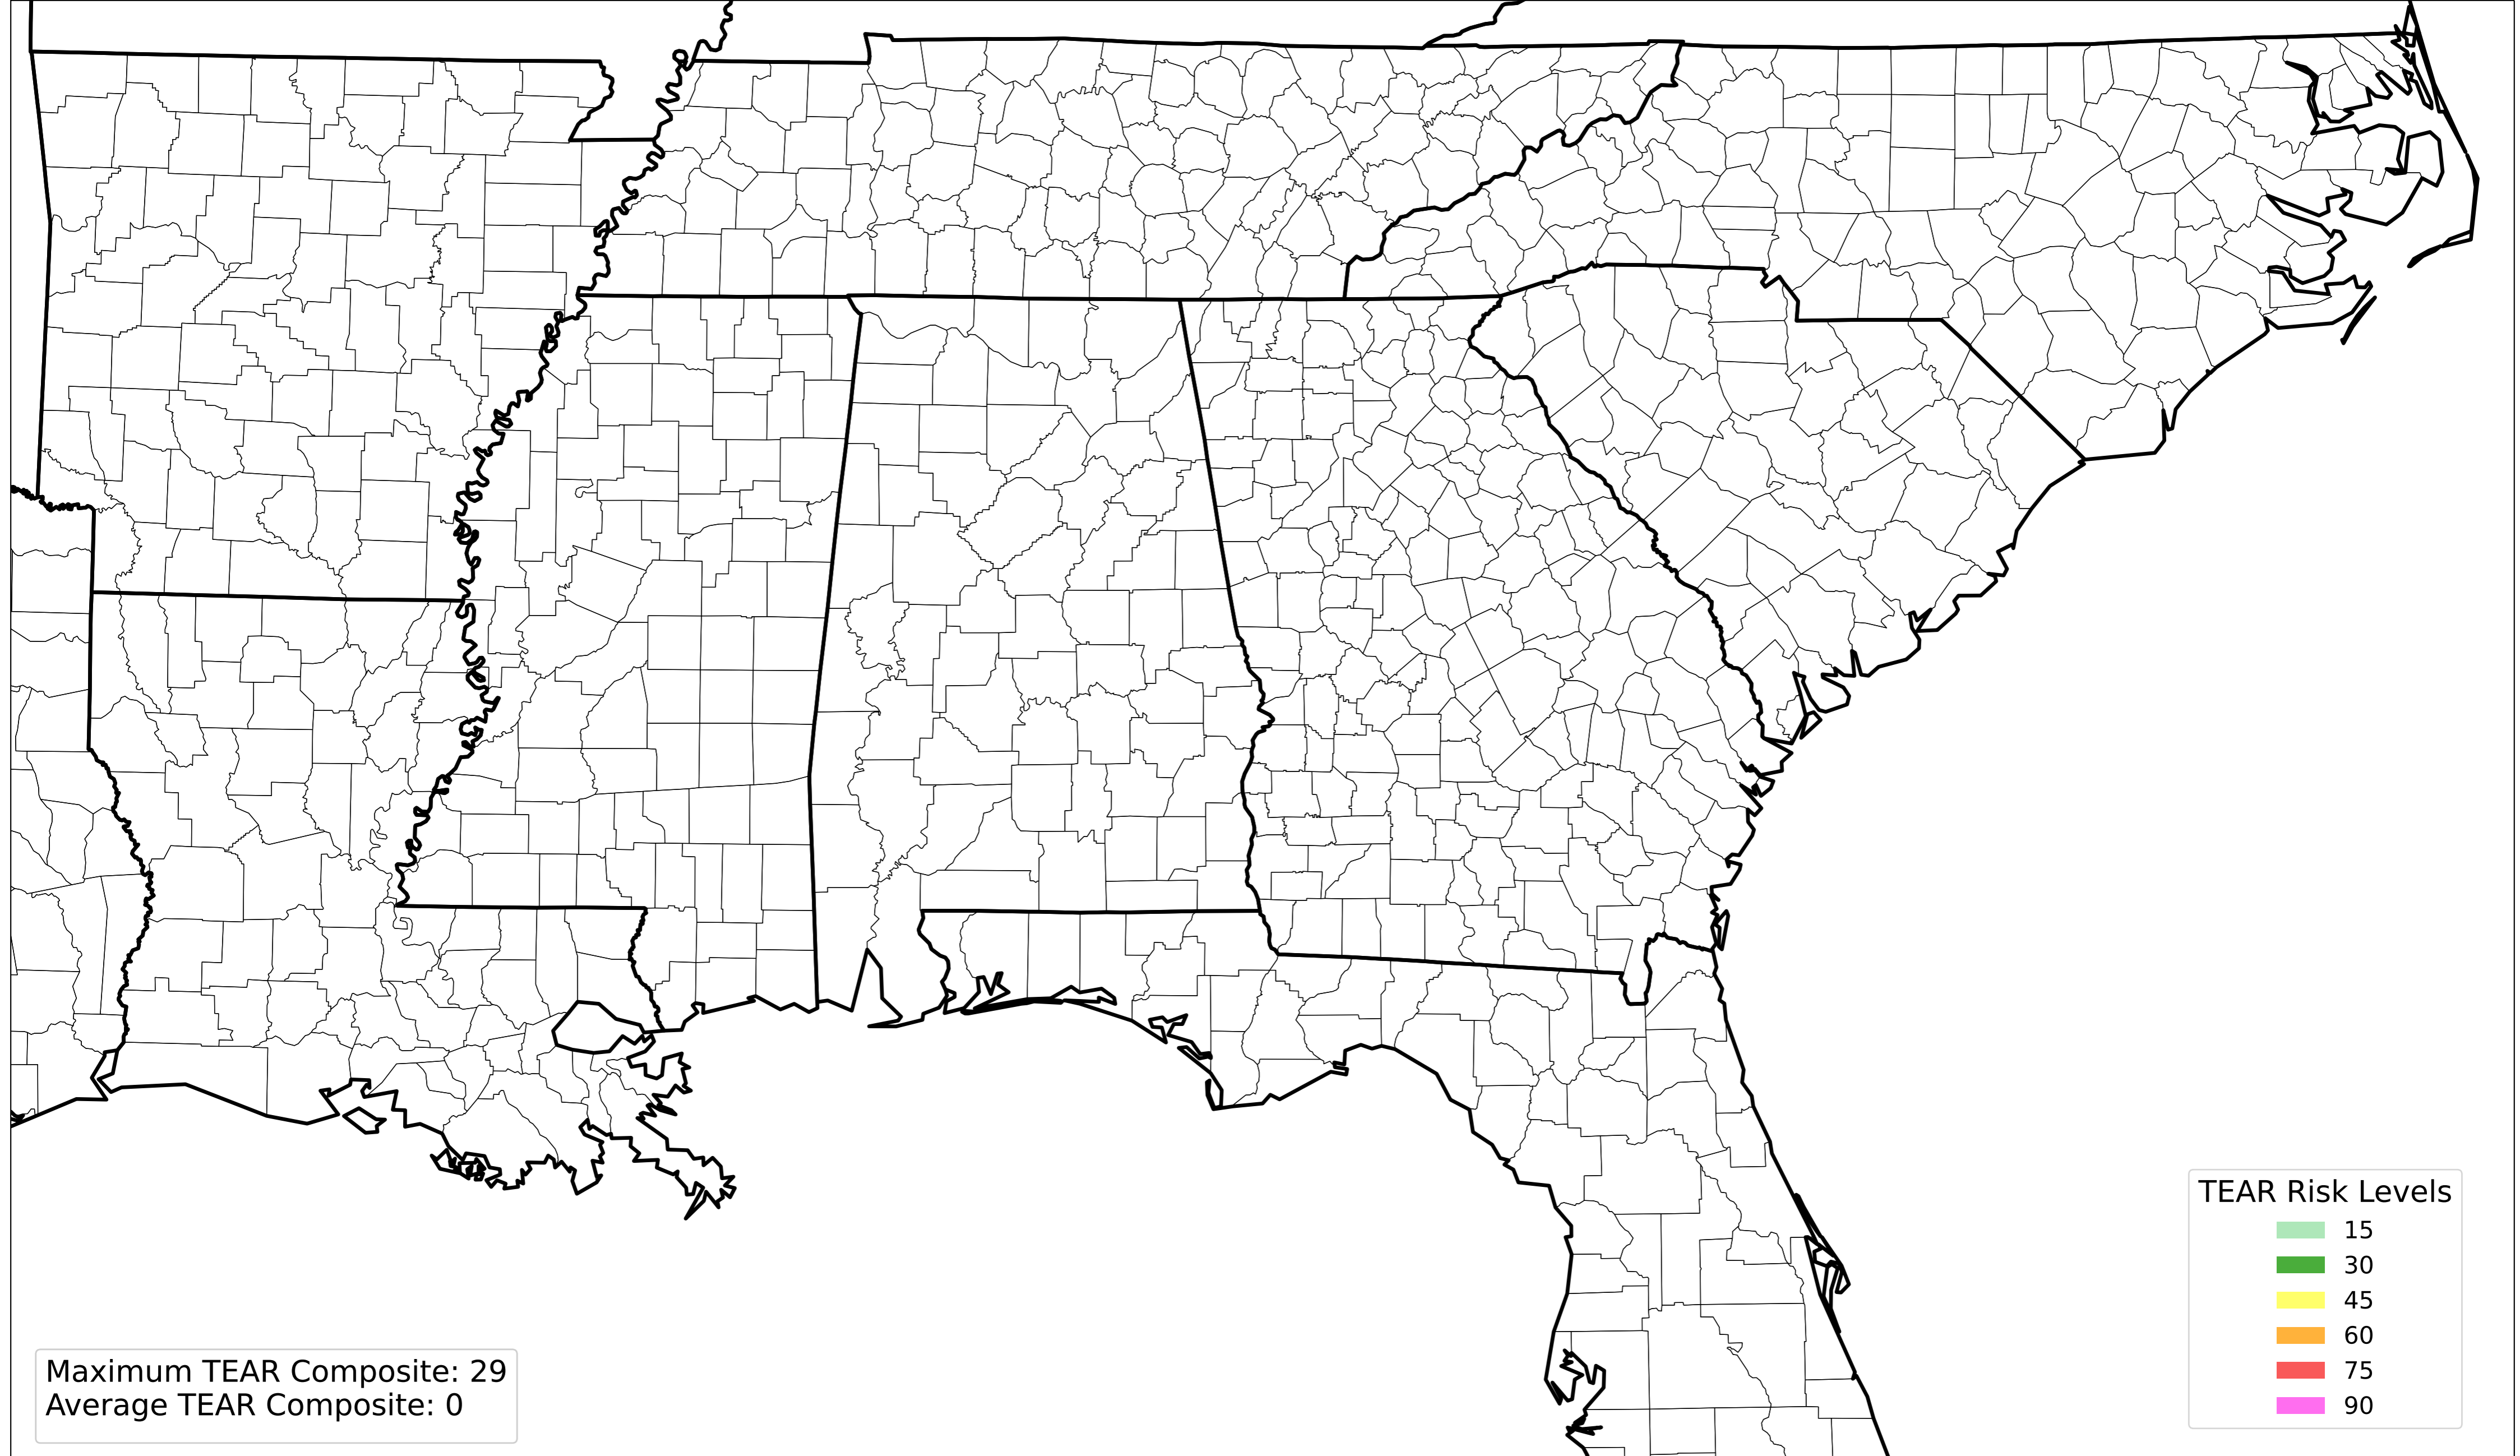 TEAR Risk Levels
15
30
45
60
75
90
Maximum TEAR Composite: 29
Average TEAR Composite: 0